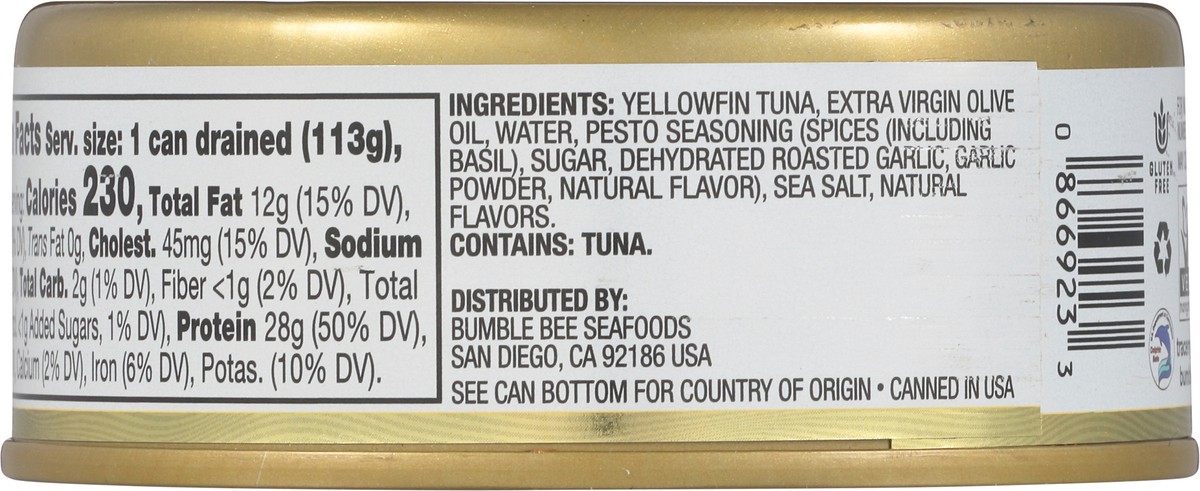 Facts Serv. size: 1 can drained (113g),
Calories 230, Total Fat 12g (15% DV),
DV), Trans Fat 0g, Cholest. 45mg (15% DV), Sodium
Total Carb. 2g (1% DV), Fiber <1g (2% DV), Total
<1g Added Sugars, 1% DV), Protein 28g (50% DV),
Calcium (2% DV), Iron (6% DV), Potas. (10% DV).
INGREDIENTS: YELLOWFIN TUNA, EXTRA VIRGIN OLIVE
OIL, WATER, PESTO SEASONING (SPICES (INCLUDING
BASIL), SUGAR, DEHYDRATED ROASTED GARLIC, GARLIC
POWDER, NATURAL FLAVOR), SEA SALT, NATURAL
FLAVORS.
CONTAINS: TUNA.
DISTRIBUTED BY:
BUMBLE BEE SEAFOODS
SAN DIEGO, CA 92186 USA
SEE CAN BOTTOM FOR COUNTRY OF ORIGIN • CANNED IN USA
0 866923 3
GLUTEN
FREE